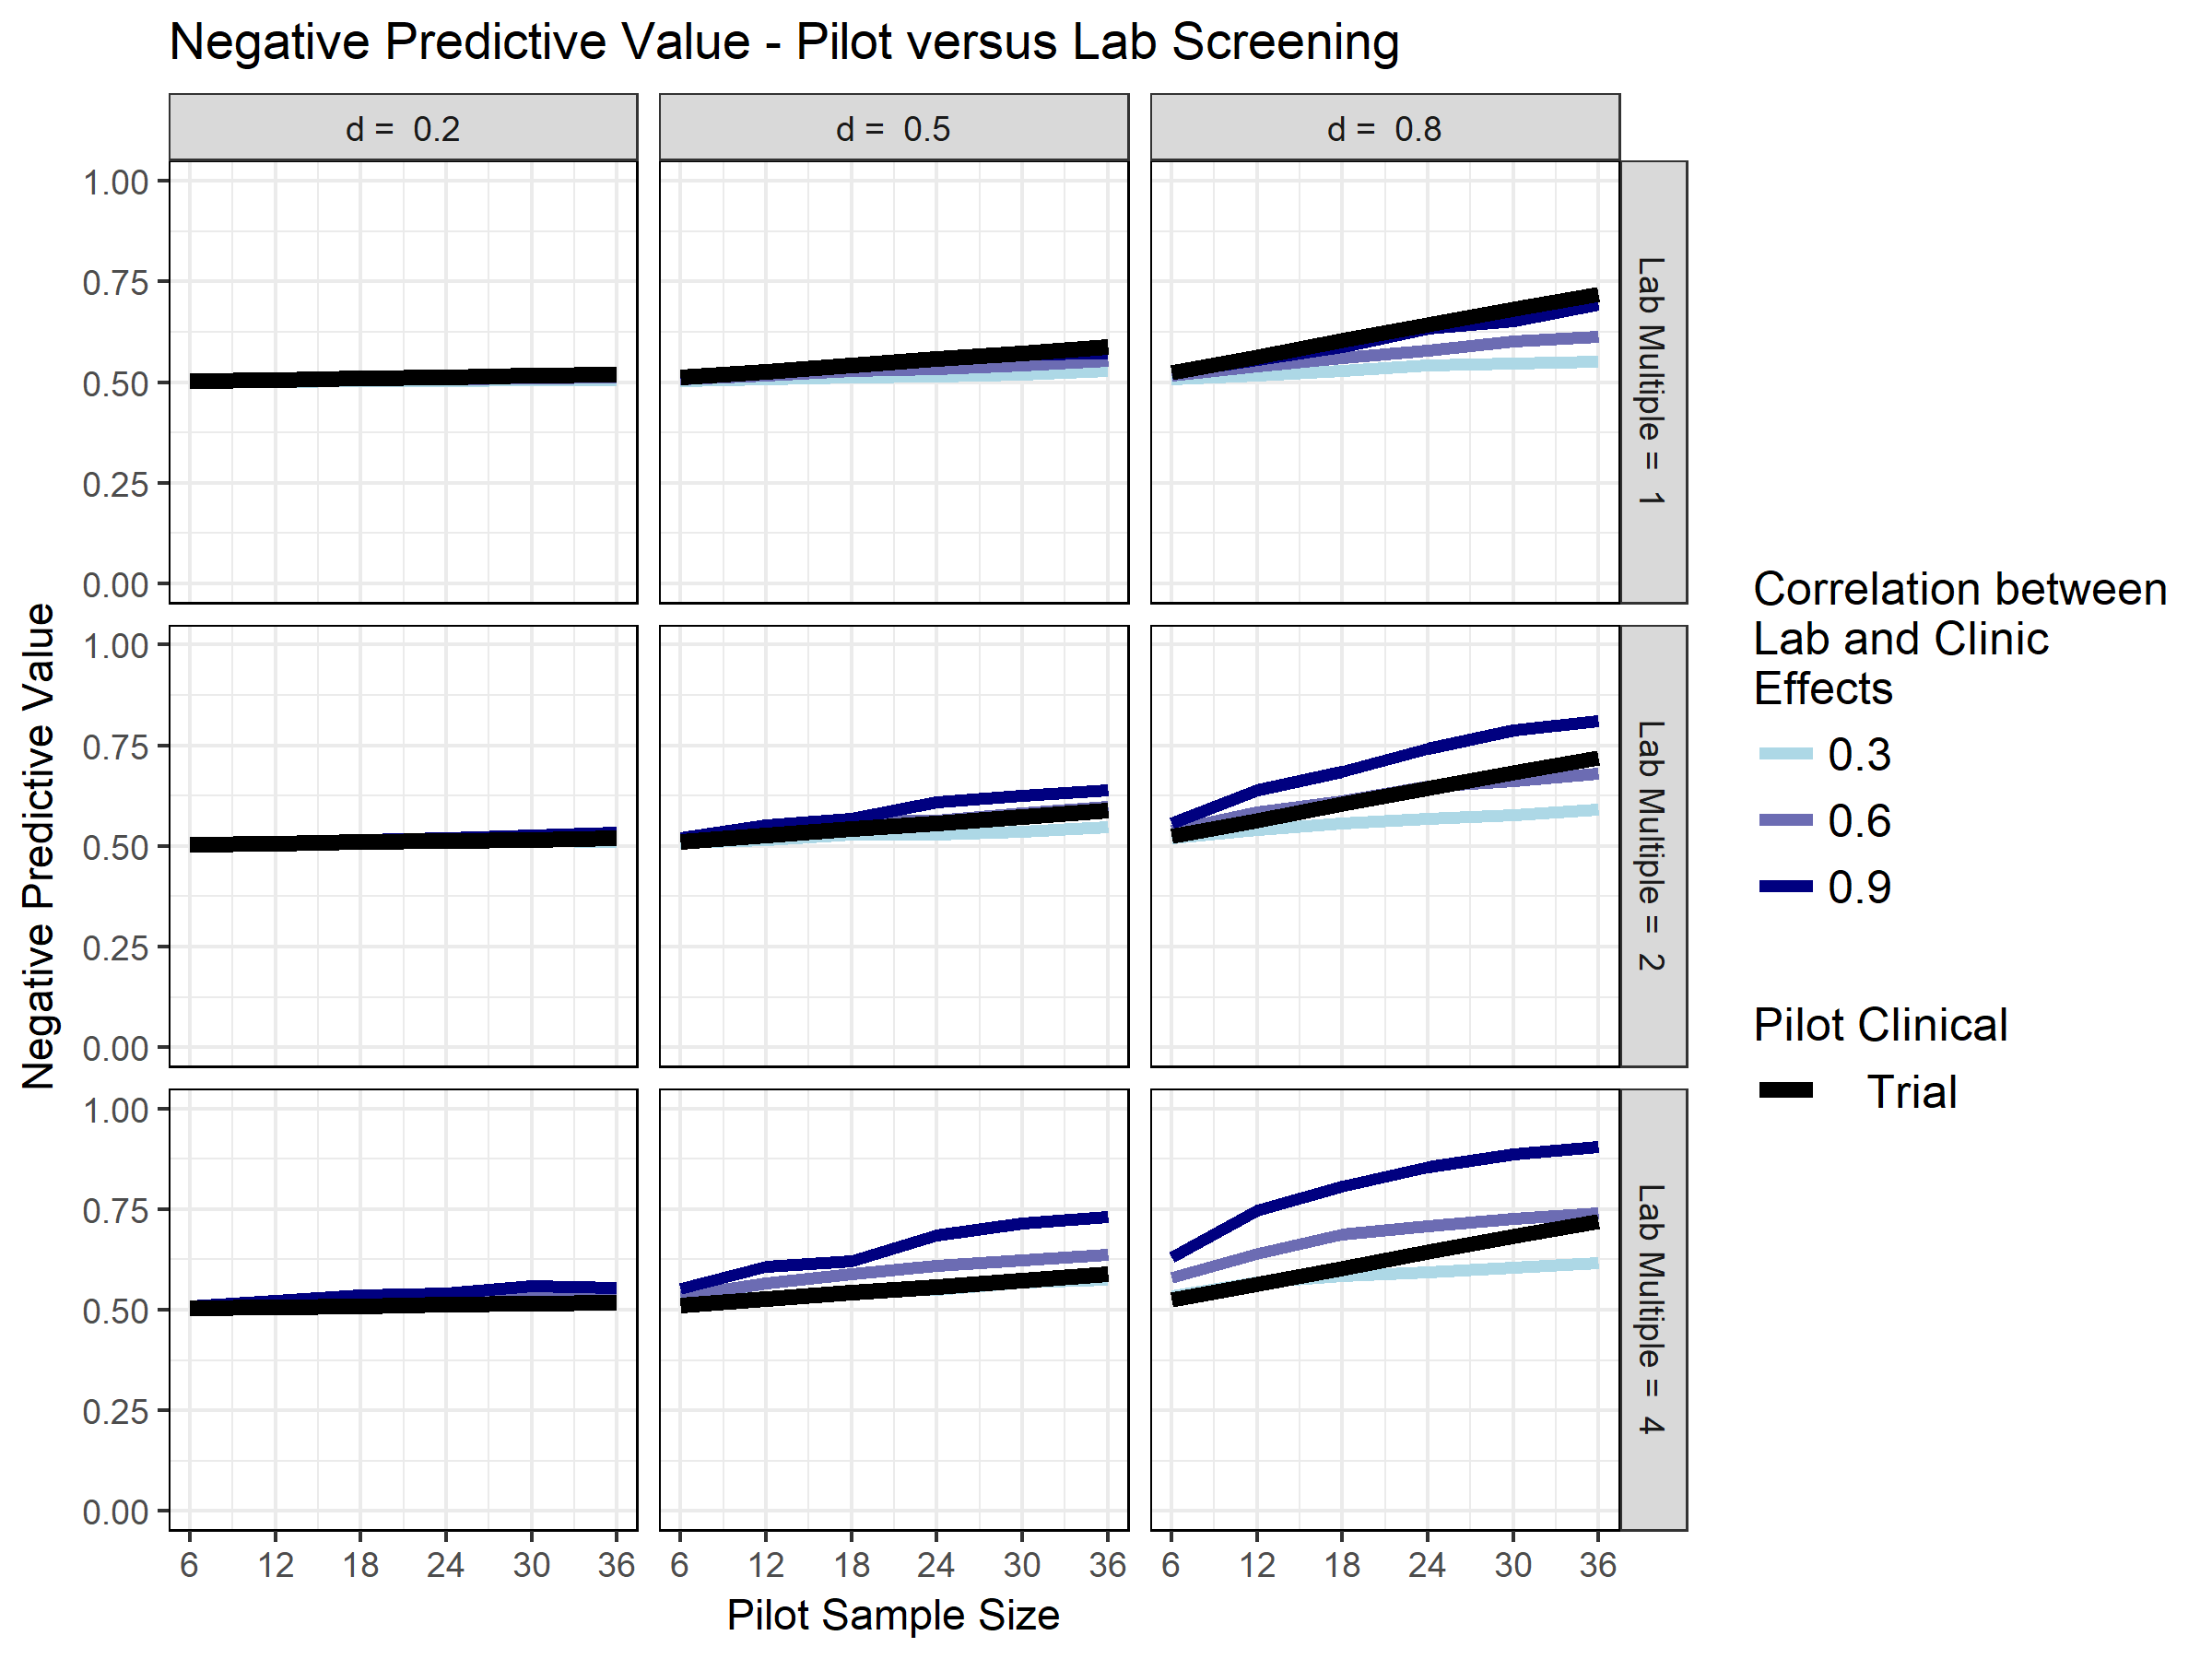 Negative Predictive Value - Pilot versus Lab Screening
d = 0.2
d = 0.5
d = 0.8
1.00
0.75
0.50
0.25
0.00
Lab Multiple = 1
1.00
0.75
0.50
0.25
0.00
Lab Multiple = 2
1.00
0.75
0.50
0.25
0.00
Lab Multiple = 4
Negative Predictive Value
6 12 18 24 30 36
6 12 18 24 30 36
6 12 18 24 30 36
Pilot Sample Size
Correlation between
Lab and Clinic
Effects
0.3
0.6
0.9
Pilot Clinical
Trial